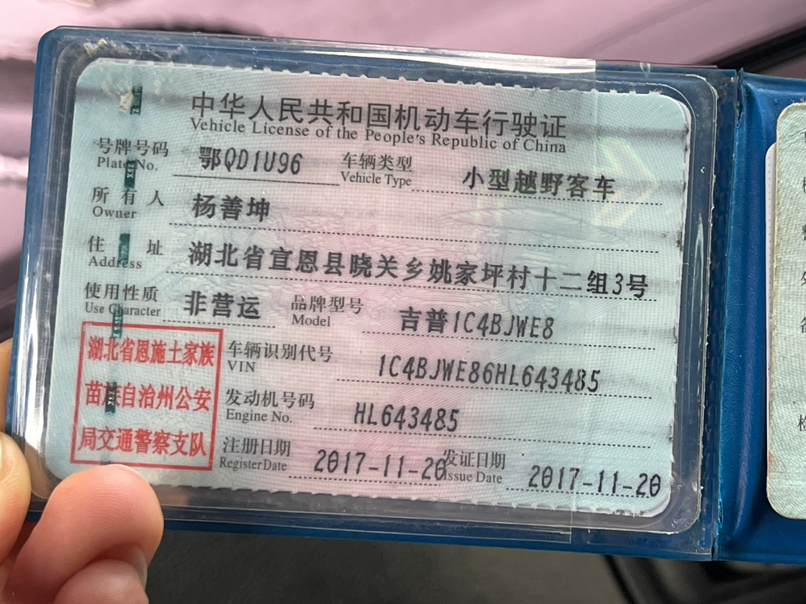 中华人民共和国机动车行驶证
Vehicle License of the People's Republic of China
号牌号码 鄂QD1U96 车辆类型 小型越野客车
Plate No. Vehicle Type
所有人 杨善坤
Owner
住址 湖北省宣恩县晓关乡姚家坪村十二组3号
Address
使用性质 非营运 品牌型号 吉普1C4BJWE8
Use Character Model
湖北省恩施土家族
苗族自治州公安
局交通警察支队
车辆识别代号 1C4BJWE86HL643485
VIN
发动机号码 HL643485
Engine No.
注册日期 2017-11-20 发证日期 2017-11-20
Register Date Issue Date